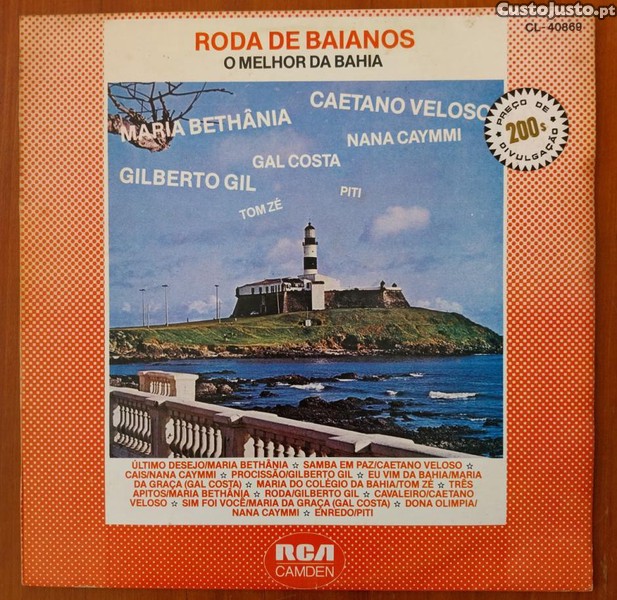 Custojusto.pt
CL-40869
RODA DE BAIANOS
O MELHOR DA BAHIA
PREÇO DE
200$
DIVULGAÇÃO
MARIA BETHÂNIA
CAETANO VELOSO
NANA CAYMMI
GAL COSTA
GILBERTO GIL
PITI
TOM ZÉ
ÚLTIMO DESEJO/MARIA BETHÂNIA ☆ SAMBA EM PAZ/CAETANO VELOSO ☆
CAIS/NANA CAYMMI ☆ PROCISSÃO/GILBERTO GIL ☆ EU VIM DA BAHIA/MARIA
DA GRAÇA (GAL COSTA) ☆ MARIA DO COLÉGIO DA BAHIA/TOM ZÉ ☆ TRÊS
APITOS/MARIA BETHÂNIA ☆ RODA/GILBERTO GIL ☆ CAVALEIRO/CAETANO
VELOSO ☆ SIM FOI VOCÊ/MARIA DA GRAÇA (GAL COSTA) ☆ DONA OLIMPIA/
NANA CAYMMI ☆ ENREDO/PITI
RCA
CAMDEN